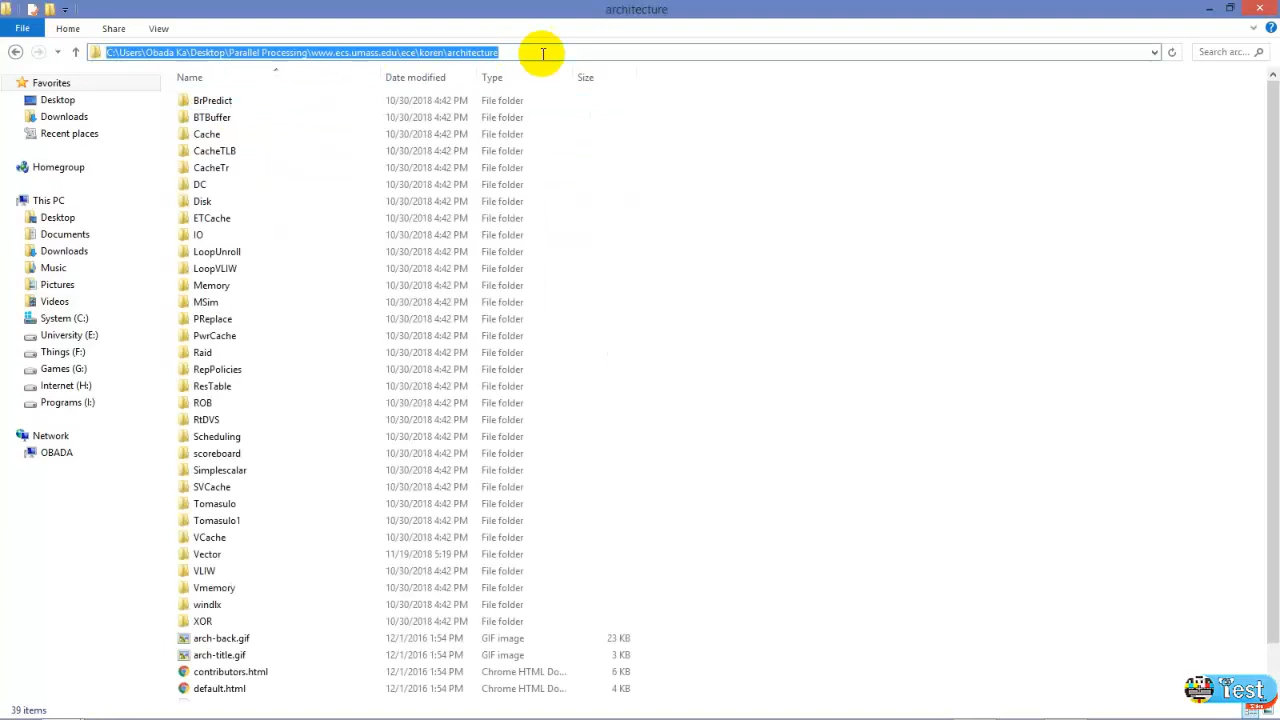 architecture
File Home Share View
C:\Users\Obada Ka\Desktop\Parallel Processing\www.ecs.umass.edu\ece\koren\architecture
Search arc...
Name Date modified Type Size
Favorites
Desktop
Downloads
Recent places
Homegroup
This PC
Desktop
Documents
Downloads
Music
Pictures
Videos
System (C:)
University (E:)
Things (F:)
Games (G:)
Internet (H:)
Programs (I:)
Network
OBADA
BrPredict 10/30/2018 4:42 PM File folder
BTBuffer 10/30/2018 4:42 PM File folder
Cache 10/30/2018 4:42 PM File folder
CacheTLB 10/30/2018 4:42 PM File folder
CacheTr 10/30/2018 4:42 PM File folder
DC 10/30/2018 4:42 PM File folder
Disk 10/30/2018 4:42 PM File folder
ETCache 10/30/2018 4:42 PM File folder
IO 10/30/2018 4:42 PM File folder
LoopUnroll 10/30/2018 4:42 PM File folder
LoopVLIW 10/30/2018 4:42 PM File folder
Memory 10/30/2018 4:42 PM File folder
MSim 10/30/2018 4:42 PM File folder
PReplace 10/30/2018 4:42 PM File folder
PwrCache 10/30/2018 4:42 PM File folder
Raid 10/30/2018 4:42 PM File folder
RepPolicies 10/30/2018 4:42 PM File folder
ResTable 10/30/2018 4:42 PM File folder
ROB 10/30/2018 4:42 PM File folder
RtDVS 10/30/2018 4:42 PM File folder
Scheduling 10/30/2018 4:42 PM File folder
scoreboard 10/30/2018 4:42 PM File folder
Simplescalar 10/30/2018 4:42 PM File folder
SVCache 10/30/2018 4:42 PM File folder
Tomasulo 10/30/2018 4:42 PM File folder
Tomasulo1 10/30/2018 4:42 PM File folder
VCache 10/30/2018 4:42 PM File folder
Vector 11/19/2018 5:19 PM File folder
VLIW 10/30/2018 4:42 PM File folder
Vmemory 10/30/2018 4:42 PM File folder
windlx 10/30/2018 4:42 PM File folder
XOR 10/30/2018 4:42 PM File folder
arch-back.gif 12/1/2016 1:54 PM GIF image 23 KB
arch-title.gif 12/1/2016 1:54 PM GIF image 3 KB
contributors.html 12/1/2016 1:54 PM Chrome HTML Do... 6 KB
default.html 12/1/2016 1:54 PM Chrome HTML Do... 4 KB
39 items
Test